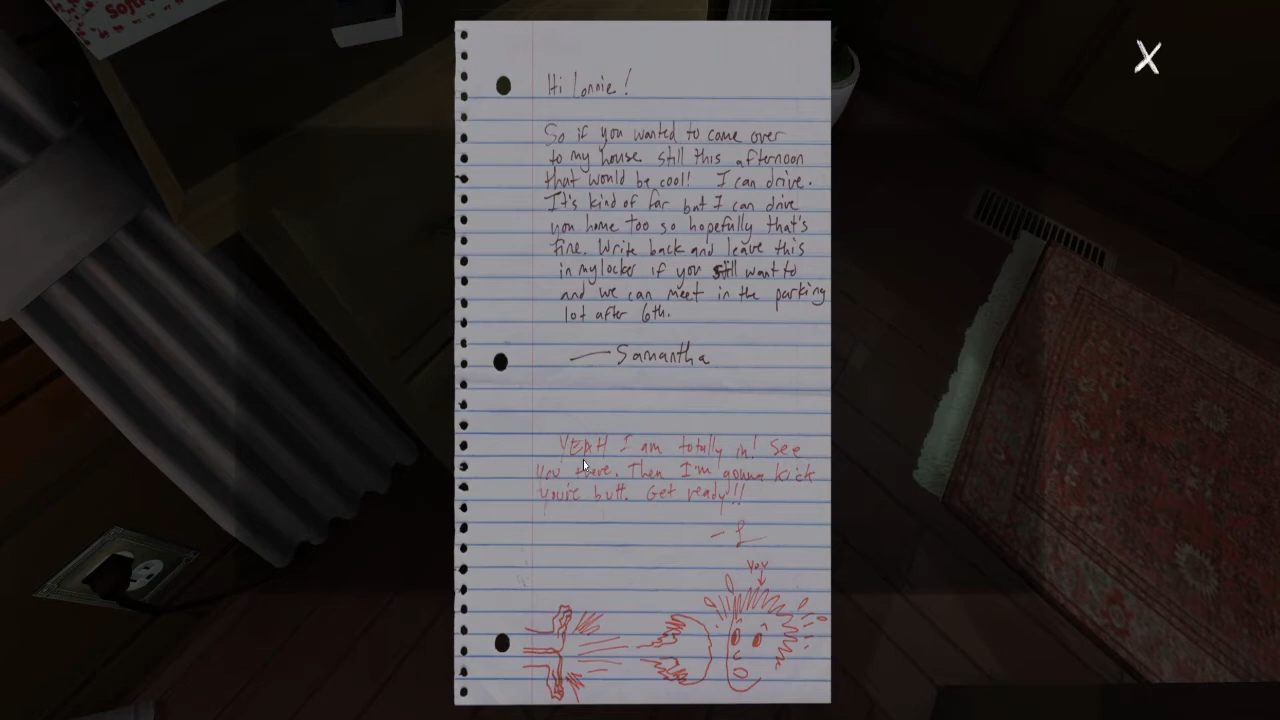 Softn
X
Hi Lonnie!
So if you wanted to come over
to my house still this afternoon
that would be cool! I can drive.
It's kind of far but I can drive
you home too so hopefully that's
fine. Write back and leave this
in my locker if you still want to
and we can meet in the parking
lot after 6th.
— Samantha
YEAH I am totally in! See
you there. Then I'm gonna kick
you're butt. Get ready!!!
- L
YOU